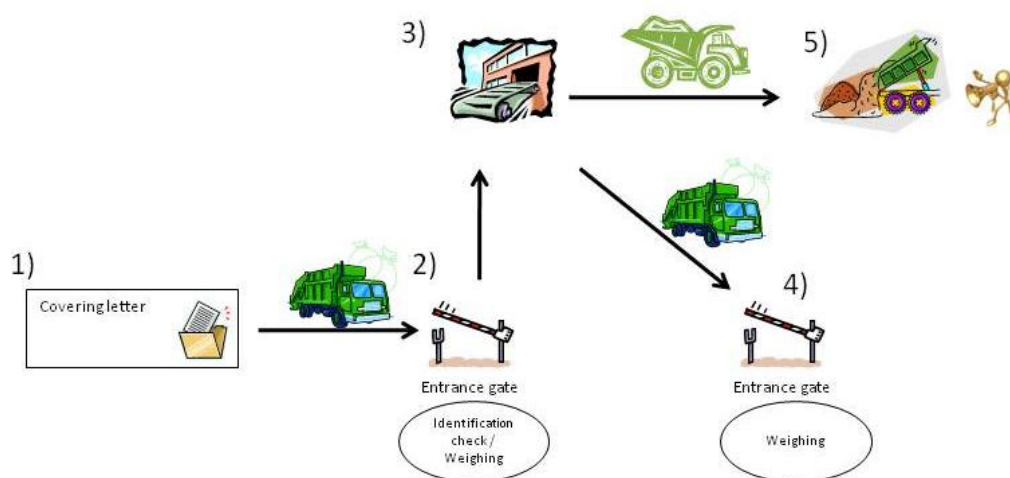 3)
5)
1)
Covering letter
2)
Entrance gate
Identification
check /
Weighing
4)
Entrance gate
Weighing